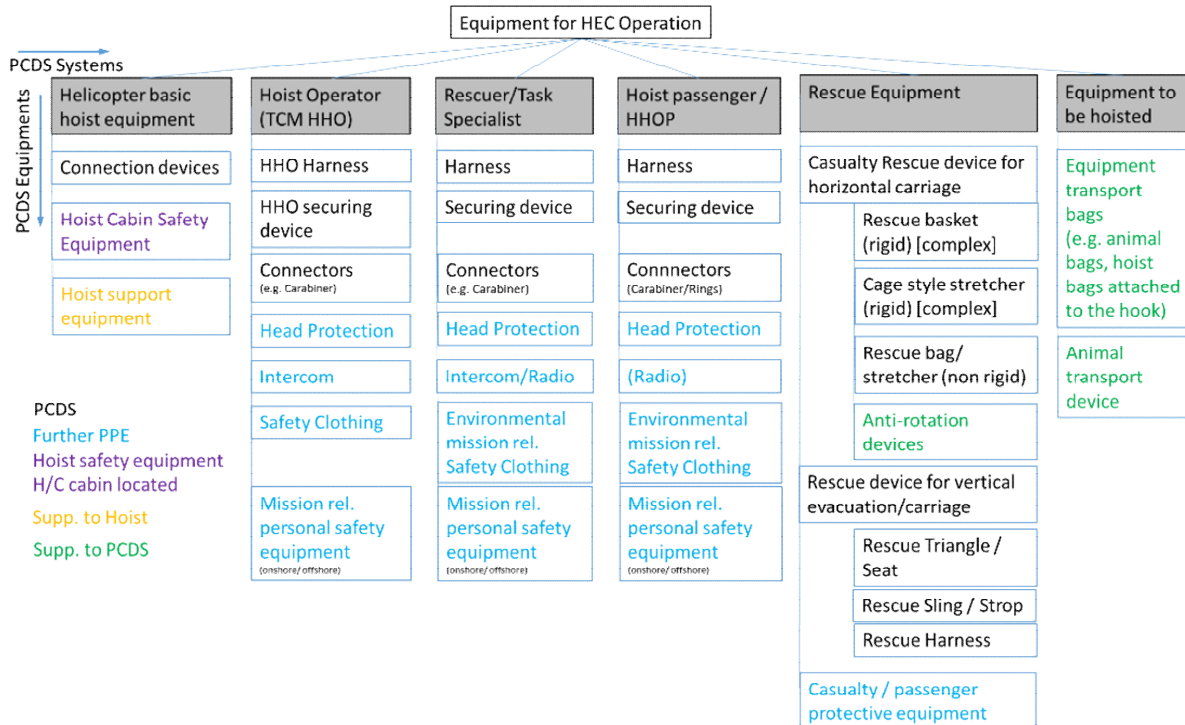 Equipment for HEC Operation
PCDS Systems
PCDS Equipments
Helicopter basic
hoist equipment
Connection devices
Hoist Cabin Safety
Equipment
Hoist support
equipment
Hoist Operator
(TCM HHO)
HHO Harness
HHO securing
device
Connectors
(e.g. Carabiner)
Head Protection
Intercom
Safety Clothing
Mission rel.
personal safety
equipment
(onshore/ offshore)
Rescuer/Task
Specialist
Harness
Securing device
Connectors
(e.g. Carabiner)
Head Protection
Intercom/Radio
Environmental
mission rel.
Safety Clothing
Mission rel.
personal safety
equipment
(onshore/ offshore)
Hoist passenger /
HHOP
Harness
Securing device
Connnectors
(Carabiner/Rings)
Head Protection
(Radio)
Environmental
mission rel.
Safety Clothing
Mission rel.
personal safety
equipment
(onshore/ offshore)
Rescue Equipment
Casualty Rescue device for
horizontal carriage
Rescue basket
(rigid) [complex]
Cage style stretcher
(rigid) [complex]
Rescue bag/
stretcher (non rigid)
Anti-rotation
devices
Rescue device for vertical
evacuation/carriage
Rescue Triangle /
Seat
Rescue Sling / Strop
Rescue Harness
Casualty / passenger
protective equipment
Equipment to
be hoisted
Equipment
transport
bags
(e.g. animal
bags, hoist
bags attached
to the hook)
Animal
transport
device
PCDS
Further PPE
Hoist safety equipment
H/C cabin located
Supp. to Hoist
Supp. to PCDS